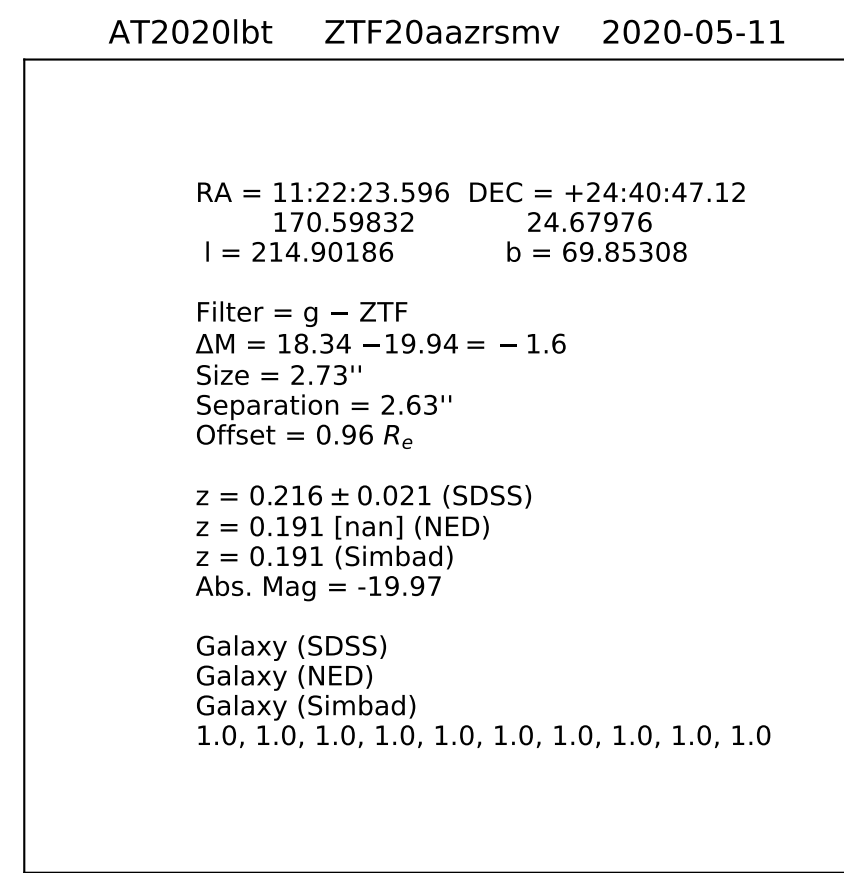 AT2020lbt ZTF20aazrsmv 2020-05-11
RA = 11:22:23.596 DEC = +24:40:47.12
170.59832 24.67976
l = 214.90186 b = 69.85308
Filter = g − ZTF
ΔM = 18.34 −19.94 = − 1.6
Size = 2.73''
Separation = 2.63''
Offset = 0.96 Rₑ
z = 0.216 ± 0.021 (SDSS)
z = 0.191 [nan] (NED)
z = 0.191 (Simbad)
Abs. Mag = -19.97
Galaxy (SDSS)
Galaxy (NED)
Galaxy (Simbad)
1.0, 1.0, 1.0, 1.0, 1.0, 1.0, 1.0, 1.0, 1.0, 1.0